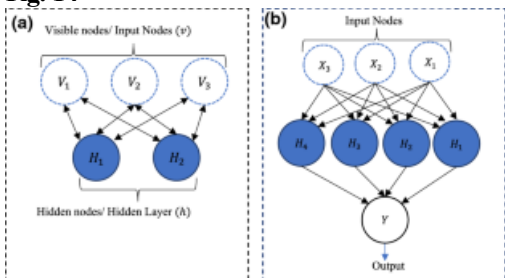 (a)
Visible nodes/ Input Nodes (v)
V1 V2 V3
H1 H2
Hidden nodes/ Hidden Layer (h)
(b)
Input Nodes
X3 X2 X1
H4 H3 H2 H1
Y
Output